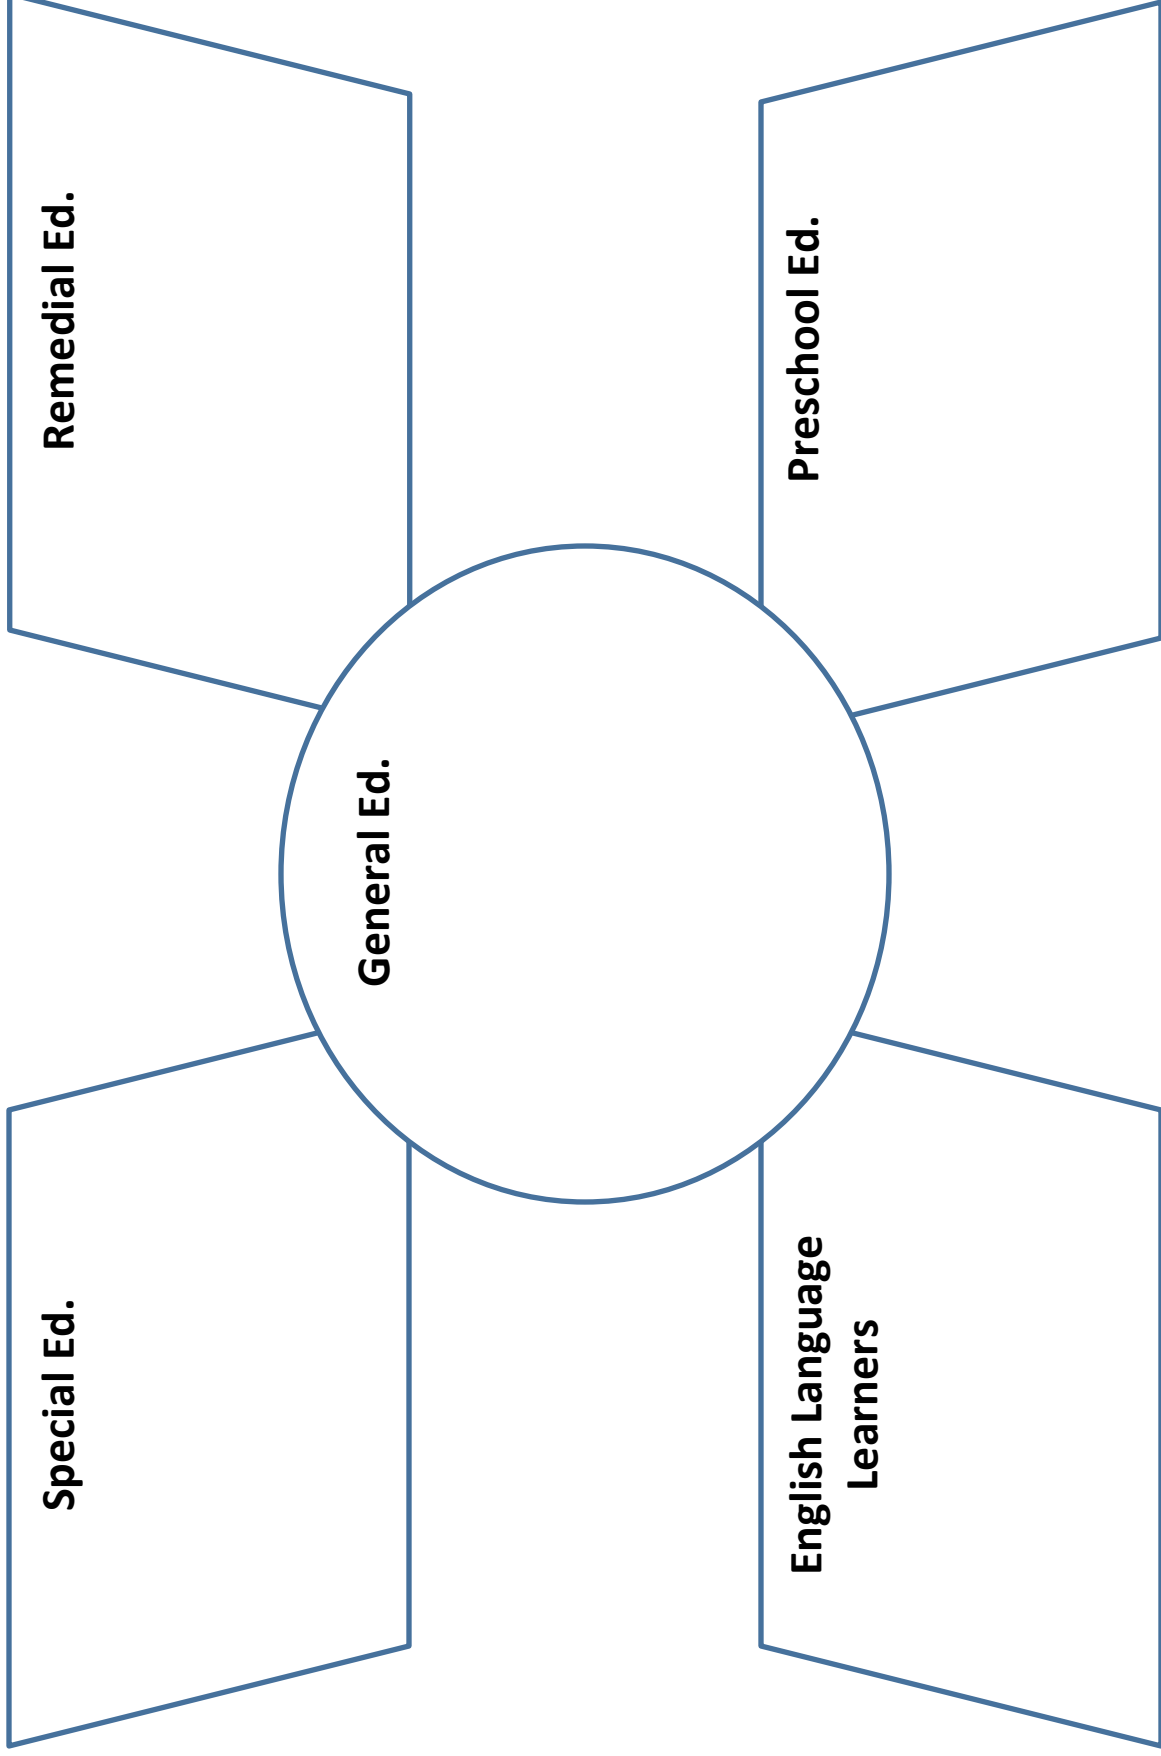 Special Ed.
Remedial Ed.
General Ed.
English Language
Learners
Preschool Ed.